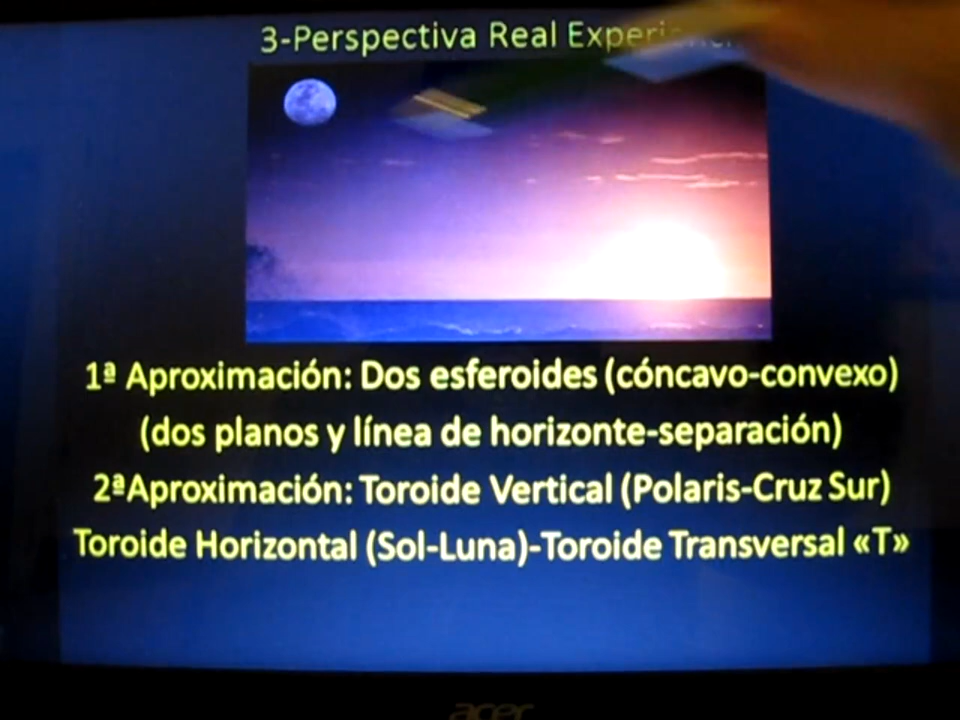 3-Perspectiva Real
1ª Aproximación: Dos esferoides (cóncavo-convexo)
(dos planos y línea de horizonte-separación)
2ªAproximación: Toroide Vertical (Polaris-Cruz Sur)
Toroide Horizontal (Sol-Luna)-Toroide Transversal «T»
acer